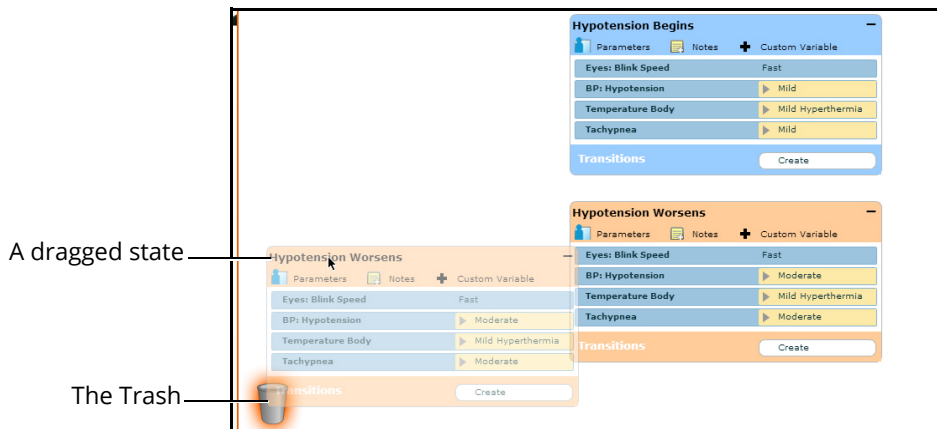 Hypotension Begins
Parameters Notes Custom Variable
Eyes: Blink Speed Fast
BP: Hypotension Mild
Temperature Body Mild Hyperthermia
Tachypnea Mild
Transitions Create
Hypotension Worsens
Parameters Notes Custom Variable
Eyes: Blink Speed Fast
BP: Hypotension Moderate
Temperature Body Mild Hyperthermia
Tachypnea Moderate
Transitions Create
A dragged state
Hypotension Worsens
Parameters Notes Custom Variable
Eyes: Blink Speed Fast
BP: Hypotension Moderate
Temperature Body Mild Hyperthermia
Tachypnea Moderate
Transitions Create
The Trash